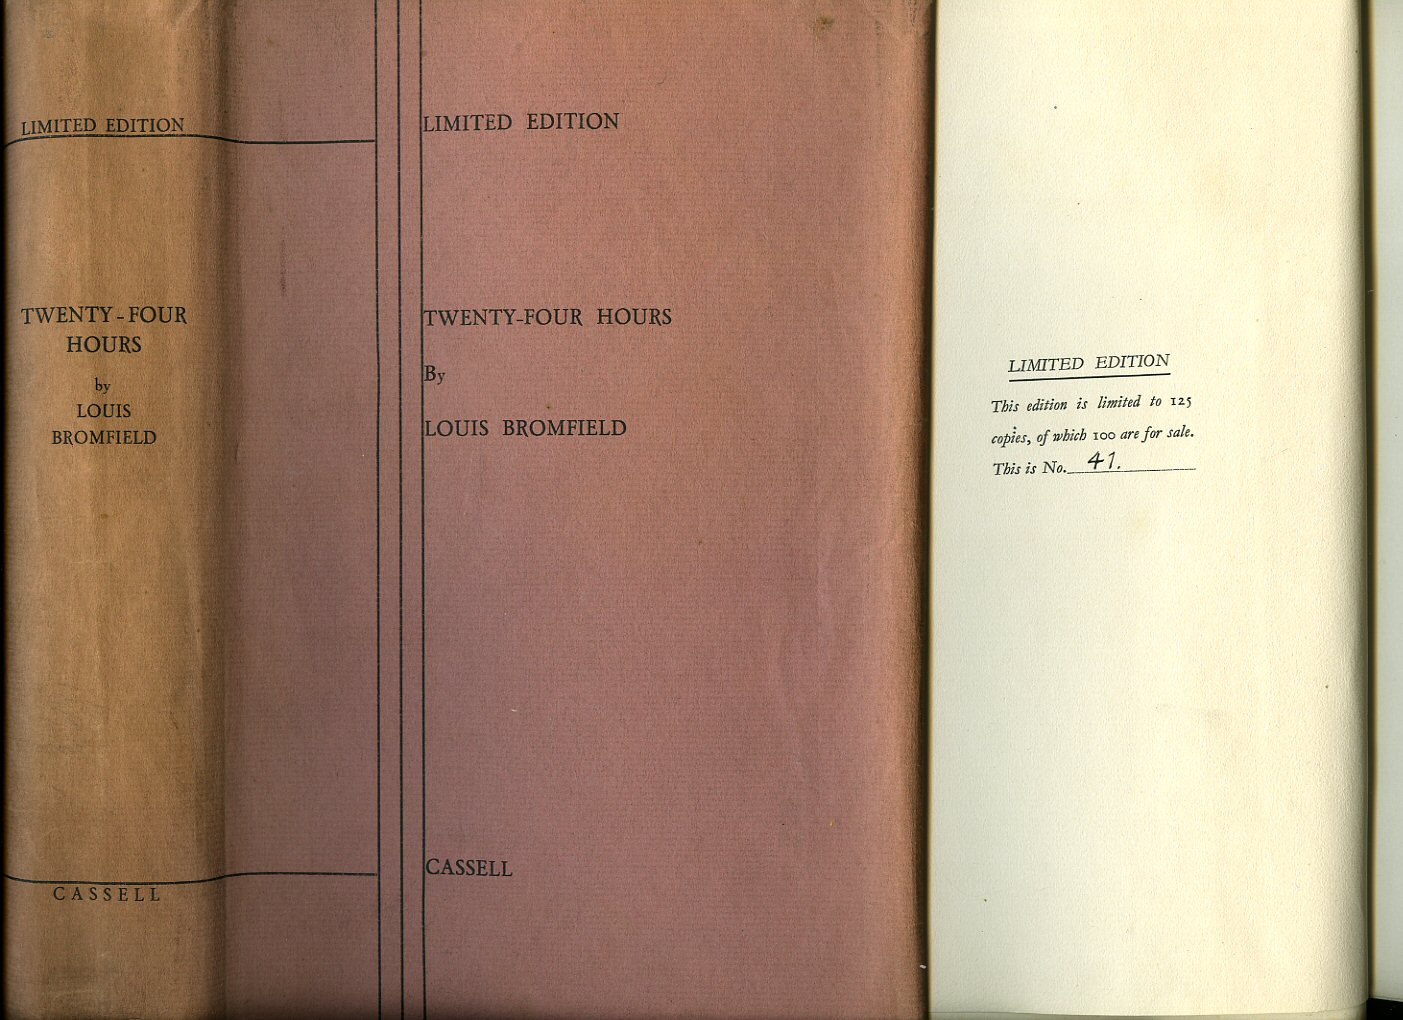 LIMITED EDITION
TWENTY-FOUR
HOURS
by
LOUIS
BROMFIELD
CASSELL
LIMITED EDITION
TWENTY-FOUR HOURS
By
LOUIS BROMFIELD
CASSELL
LIMITED EDITION
This edition is limited to 125
copies, of which 100 are for sale.
This is No. 41.